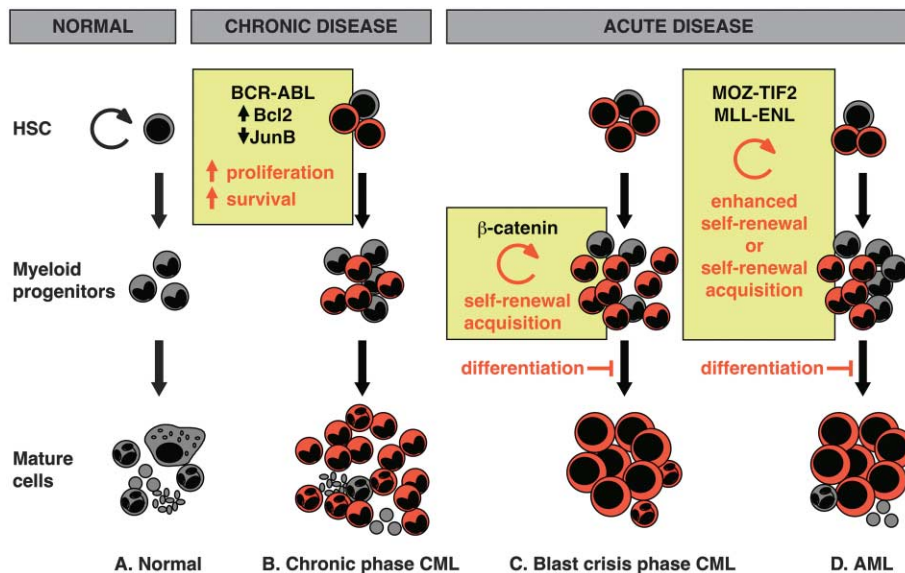 NORMAL
CHRONIC DISEASE
ACUTE DISEASE
HSC
BCR-ABL
Bcl2
JunB
proliferation
survival
MOZ-TIF2
MLL-ENL
enhanced
self-renewal
or
self-renewal
acquisition
Myeloid
progenitors
β-catenin
self-renewal
acquisition
differentiation
differentiation
Mature
cells
A. Normal
B. Chronic phase CML
C. Blast crisis phase CML
D. AML